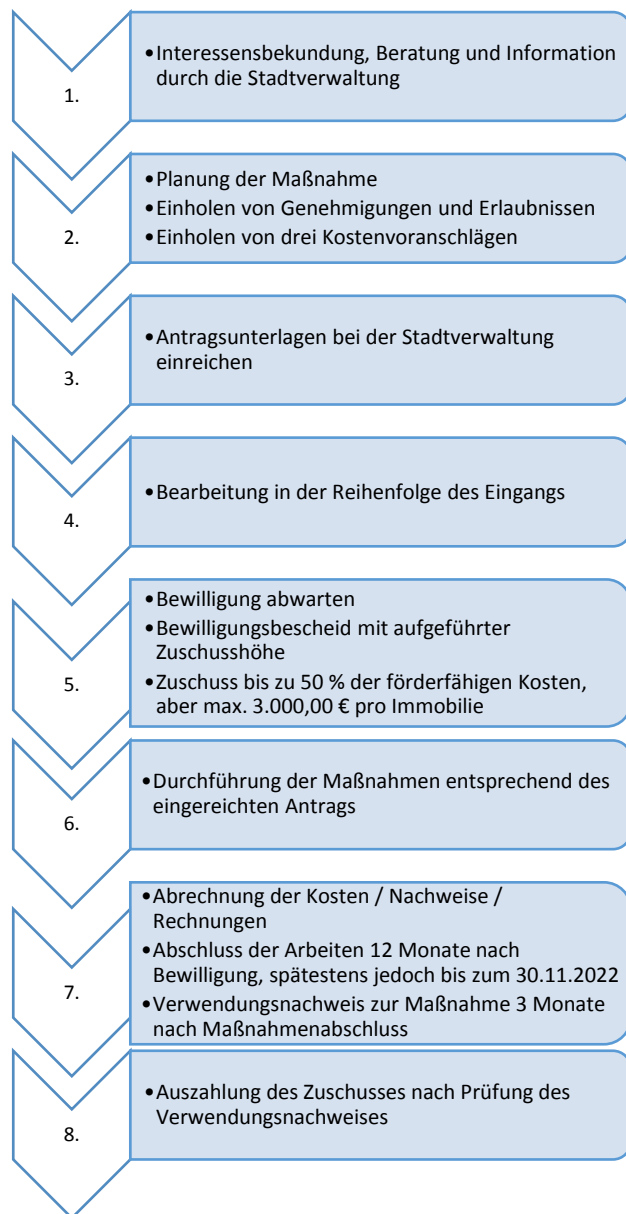 1.
•Interessensbekundung, Beratung und Information
durch die Stadtverwaltung
2.
•Planung der Maßnahme
•Einholen von Genehmigungen und Erlaubnissen
•Einholen von drei Kostenvoranschlägen
3.
•Antragsunterlagen bei der Stadtverwaltung
einreichen
4.
•Bearbeitung in der Reihenfolge des Eingangs
5.
•Bewilligung abwarten
•Bewilligungsbescheid mit aufgeführter
Zuschusshöhe
•Zuschuss bis zu 50 % der förderfähigen Kosten,
aber max. 3.000,00 € pro Immobilie
6.
•Durchführung der Maßnahmen entsprechend des
eingereichten Antrags
7.
•Abrechnung der Kosten / Nachweise /
Rechnungen
•Abschluss der Arbeiten 12 Monate nach
Bewilligung, spätestens jedoch bis zum 30.11.2022
•Verwendungsnachweis zur Maßnahme 3 Monate
nach Maßnahmenabschluss
8.
•Auszahlung des Zuschusses nach Prüfung des
Verwendungsnachweises